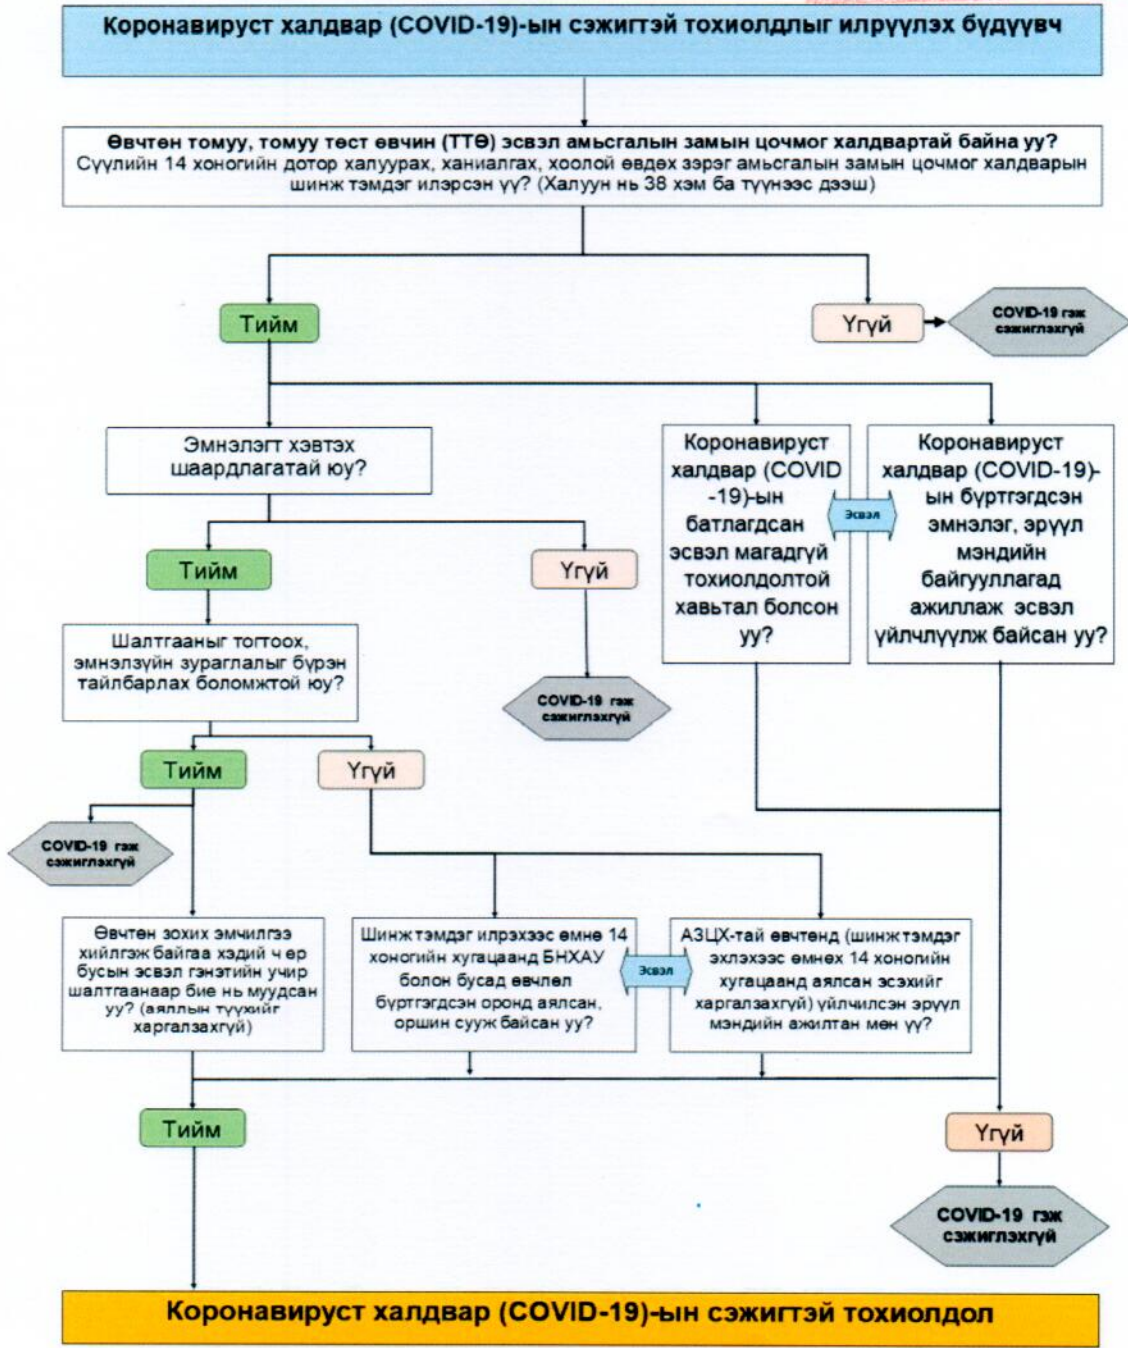 Коронавируст халдвар (COVID-19)-ын сэжигтэй тохиолдлыг илрүүлэх бүдүүвч
Өвчтөн томуу, томуу төст өвчин (ТТӨ) эсвэл амьсгалын замын цочмог халдвартай байна уу?
Сүүлийн 14 хоногийн дотор халуурах, ханиалгах, хоолой өвдөх зэрэг амьсгалын замын цочмог халдварын
шинж тэмдэг илэрсэн үү? (Халуун нь 38 хэм ба түүнээс дээш)
Тийм
Үгүй
COVID-19 гэж
сэжиглэхгүй
Эмнэлэгт хэвтэх
шаардлагатай юу?
Коронавируст
халдвар (COVID
-19)-ын
батлагдсан
эсвэл магадгүй
тохиолдолтой
хавьтал болсон
уу?
Эсвэл
Коронавируст
халдвар (COVID-19)-
ын бүртгэгдсэн
эмнэлэг, эрүүл
мэндийн
байгууллагад
ажиллаж эсвэл
үйлчлүүлж байсан уу?
Тийм
Үгүй
Шалтгааныг тогтоох,
эмнэлзүйн зураглалыг бүрэн
тайлбарлах боломжтой юу?
COVID-19 гэж
сэжиглэхгүй
Тийм
Үгүй
COVID-19 гэж
сэжиглэхгүй
Өвчтөн зохих эмчилгээ
хийлгэж байгаа хэдий ч ер
бусын эсвэл гэнэтийн учир
шалтгаанаар бие нь муудсан
уу? (аяллын түүхийг
харгалзахгүй)
Шинж тэмдэг илрэхээс өмнө 14
хоногийн хугацаанд БНХАУ
болон бусад өвчлөл
бүртгэгдсэн оронд аялсан,
оршин сууж байсан уу?
Эсвэл
АЗЦХ-тай өвчтөнд (шинж тэмдэг
эхлэхээс өмнөх 14 хоногийн
хугацаанд аялсан эсэхийг
харгалзахгүй) үйлчилсэн эрүүл
мэндийн ажилтан мөн үү?
Тийм
Үгүй
COVID-19 гэж
сэжиглэхгүй
Коронавируст халдвар (COVID-19)-ын сэжигтэй тохиолдол